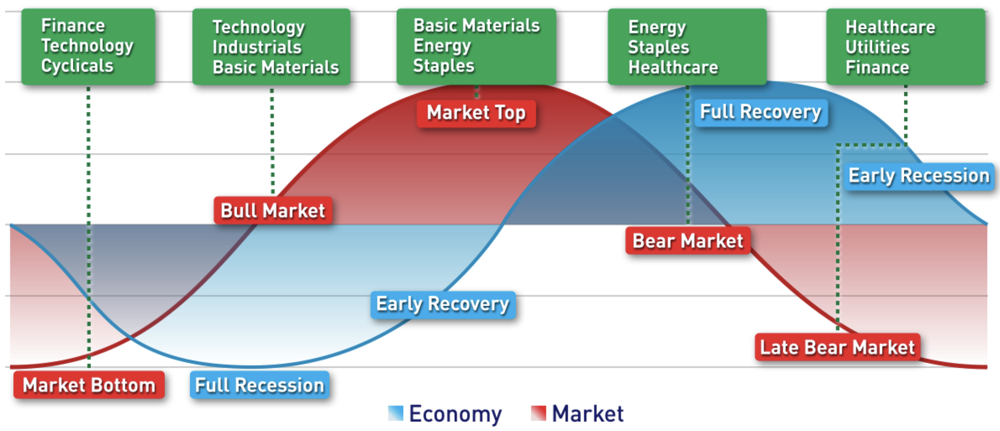 Finance
Technology
Cyclicals
Technology
Industrials
Basic Materials
Basic Materials
Energy
Staples
Energy
Staples
Healthcare
Healthcare
Utilities
Finance
Market Top
Full Recovery
Early Recession
Bull Market
Bear Market
Early Recovery
Late Bear Market
Market Bottom
Full Recession
Economy
Market